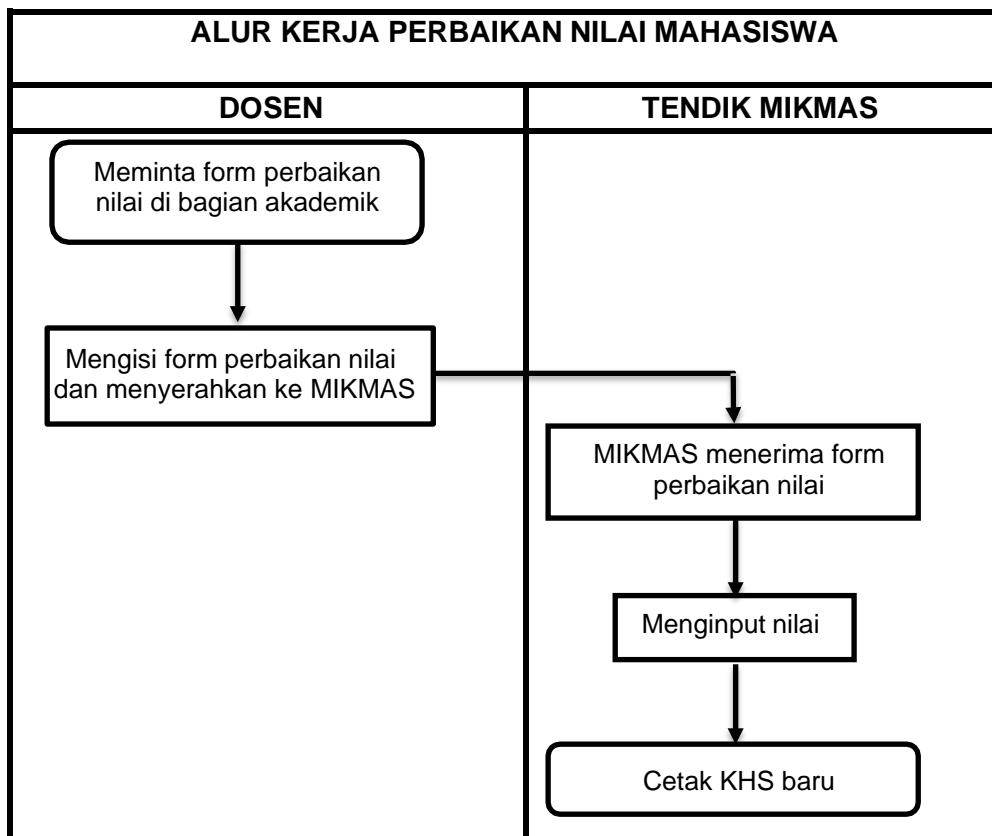 ALUR KERJA PERBAIKAN NILAI MAHASISWA
DOSEN
TENDIK MIKMAS
Meminta form perbaikan
nilai di bagian akademik
Mengisi form perbaikan nilai
dan menyerahkan ke MIKMAS
MIKMAS menerima form
perbaikan nilai
Menginput nilai
Cetak KHS baru